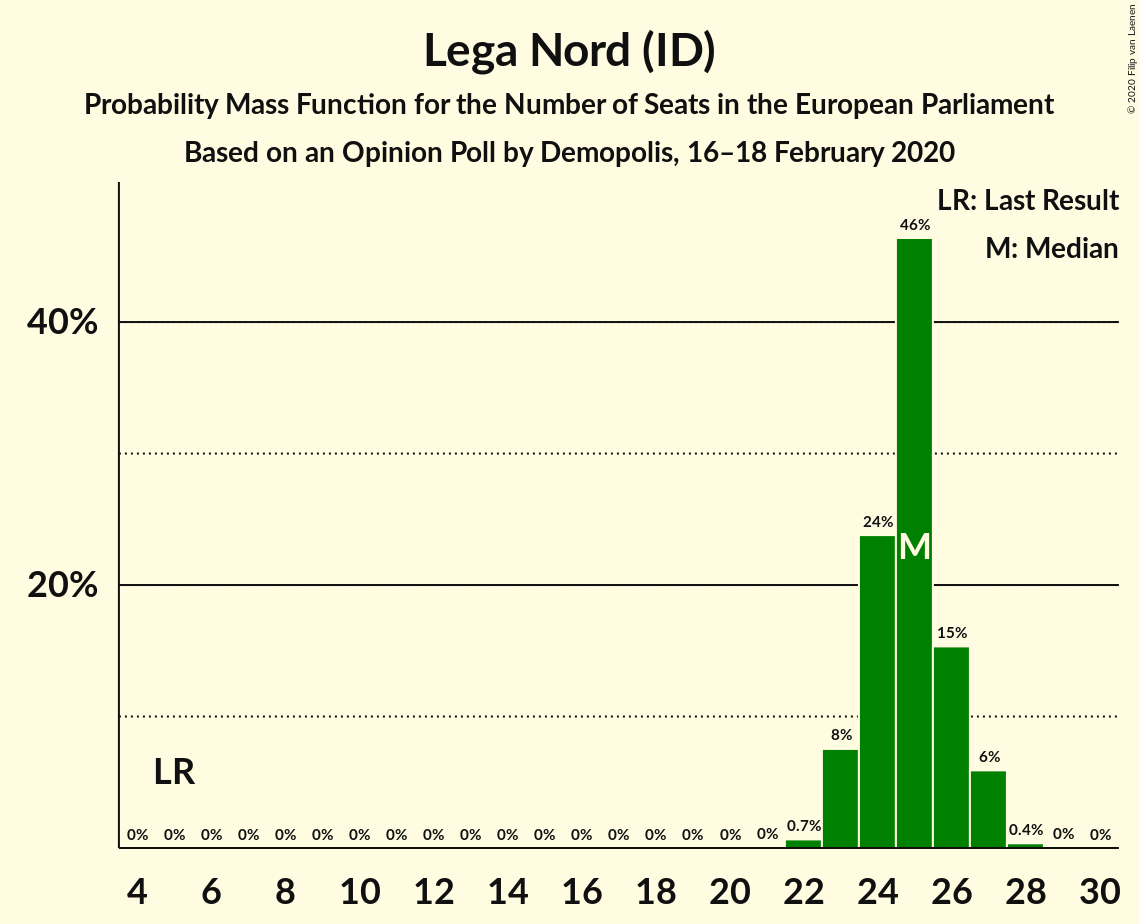 Lega Nord (ID)
Probability Mass Function for the Number of Seats in the European Parliament
Based on an Opinion Poll by Demopolis, 16–18 February 2020
© 2020 Filip van Laenen
LR: Last Result
M: Median
40%
20%
46%
24%
M
15%
8%
6%
LR
0% 0% 0% 0% 0% 0% 0% 0% 0% 0% 0% 0% 0% 0% 0% 0% 0% 0% 0.7% 0.4% 0% 0%
4 6 8 10 12 14 16 18 20 22 24 26 28 30